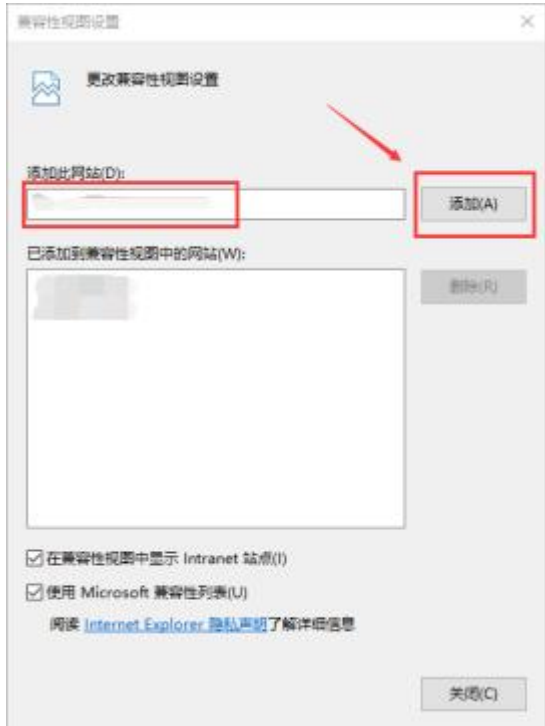 兼容性视图设置
更改兼容性视图设置
添加此网站(D):
添加(A)
已添加到兼容性视图中的网站(W):
删除(R)
在兼容性视图中显示 Intranet 站点(I)
使用 Microsoft 兼容性列表(U)
阅读 Internet Explorer 隐私声明了解详细信息
关闭(C)